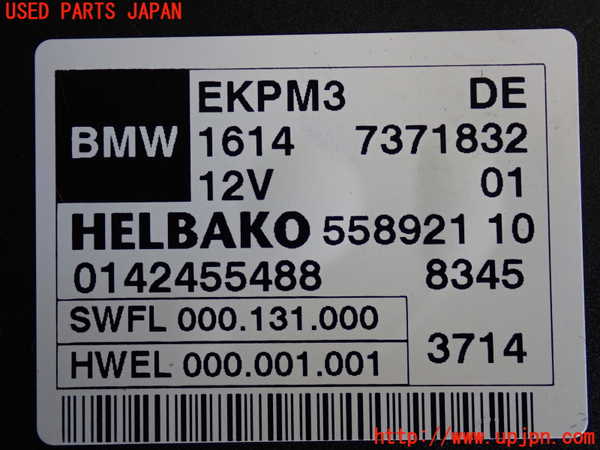 USED PARTS JAPAN
EKPM3 DE
BMW 1614 7371832
12V 01
HELBAKO 558921 10
0142455488 8345
SWFL 000.131.000
HWEL 000.001.001
3714
http://www.upjpn.com/